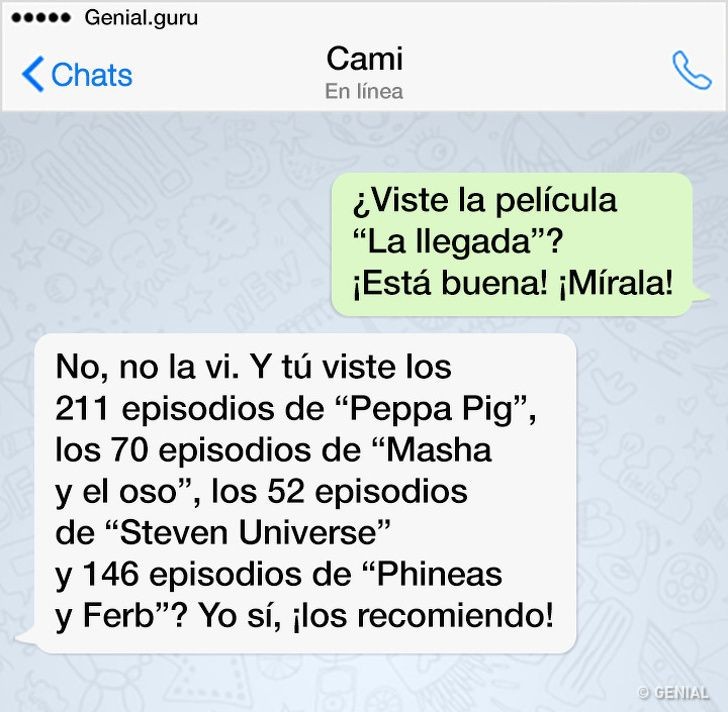 Genial.guru
Chats
Cami
En línea
¿Viste la película
“La llegada”?
¡Está buena! ¡Mírala!
No, no la vi. Y tú viste los
211 episodios de “Peppa Pig”,
los 70 episodios de “Masha
y el oso”, los 52 episodios
de “Steven Universe”
y 146 episodios de “Phineas
y Ferb”? Yo sí, ¡los recomiendo!
© GENIAL